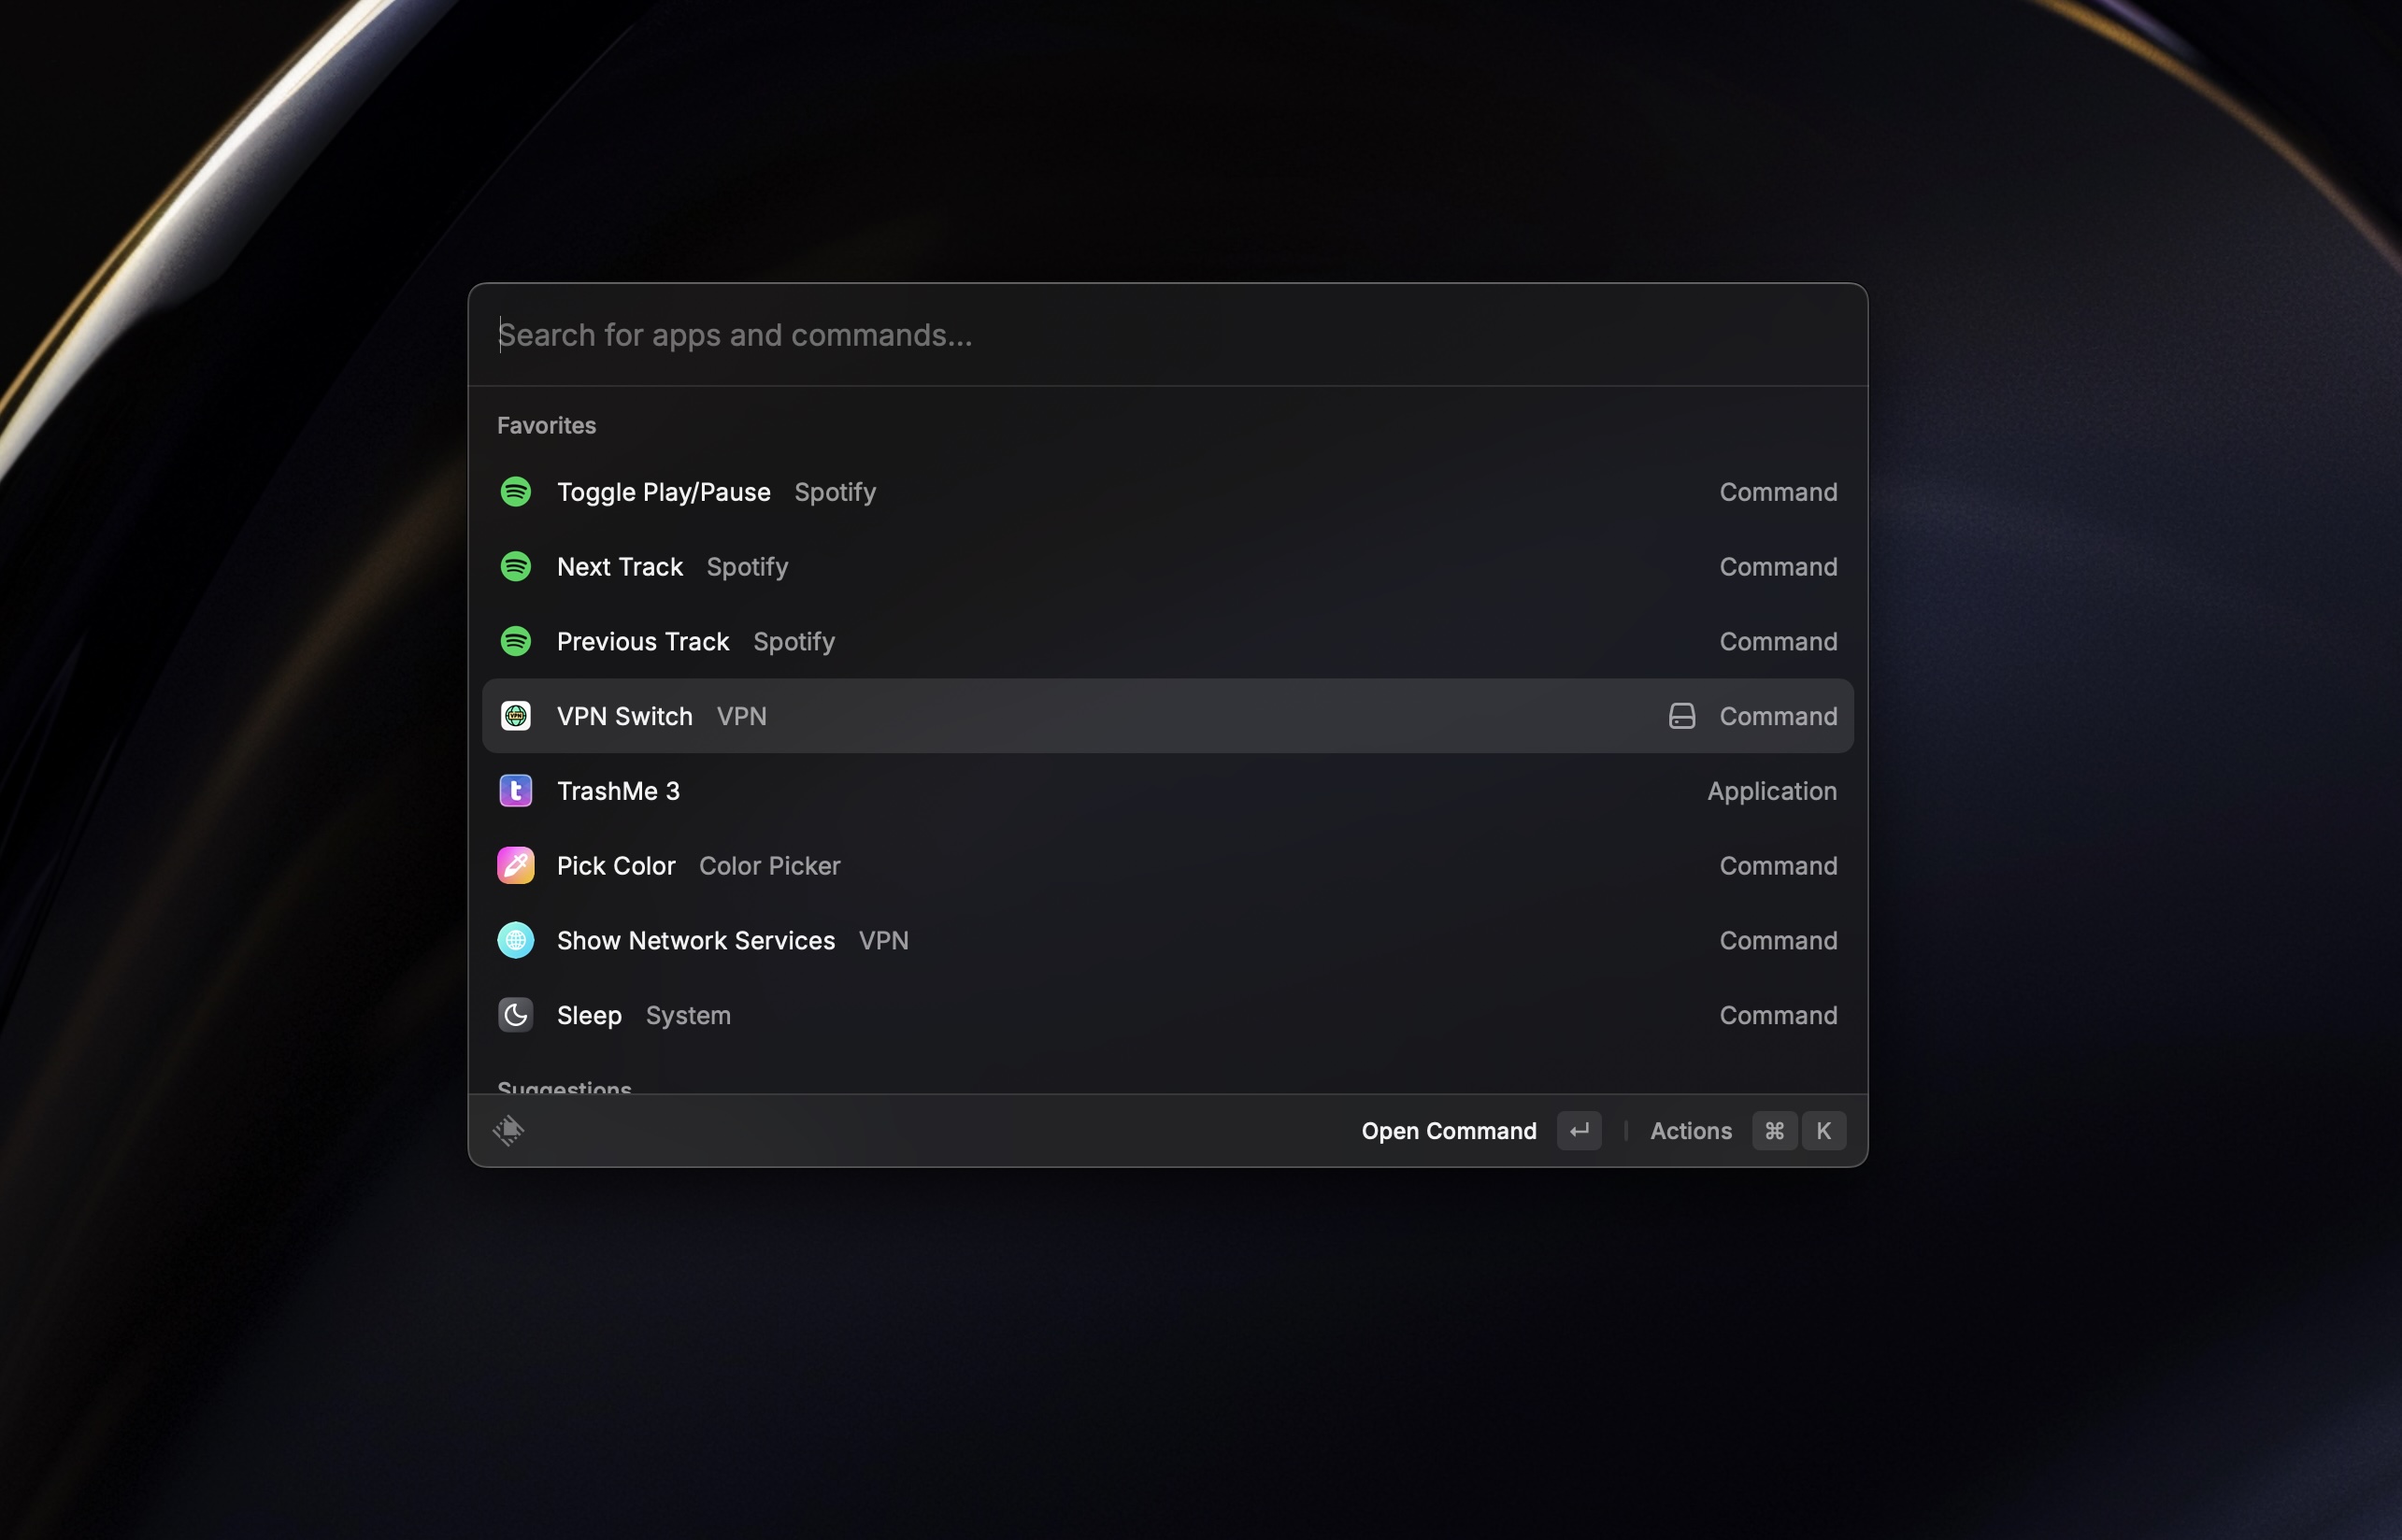 Search for apps and commands...
Favorites
Toggle Play/Pause Spotify Command
Next Track Spotify Command
Previous Track Spotify Command
VPN Switch VPN Command
TrashMe 3 Application
Pick Color Color Picker Command
Show Network Services VPN Command
Sleep System Command
Suggestions
Open Command ↵ Actions ⌘ K